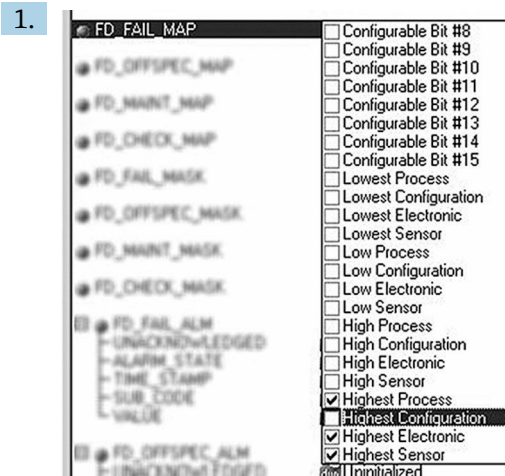 1.
FD_FAIL_MAP
FD_OFFSPEC_MAP
FD_MAINT_MAP
FD_CHECK_MAP
FD_FAIL_MASK
FD_OFFSPEC_MASK
FD_MAINT_MASK
FD_CHECK_MASK
FD_FAIL_ALM
UNACKNOWLEDGED
ALARM_STATE
TIME_STAMP
SUB_CODE
VALUE
FD_OFFSPEC_ALM
UNACKNOWLEDGED
Configurable Bit #8
Configurable Bit #9
Configurable Bit #10
Configurable Bit #11
Configurable Bit #12
Configurable Bit #13
Configurable Bit #14
Configurable Bit #15
Lowest Process
Lowest Configuration
Lowest Electronic
Lowest Sensor
Low Process
Low Configuration
Low Electronic
Low Sensor
High Process
High Configuration
High Electronic
High Sensor
Highest Process
Highest Configuration
Highest Electronic
Highest Sensor
Uninitialized